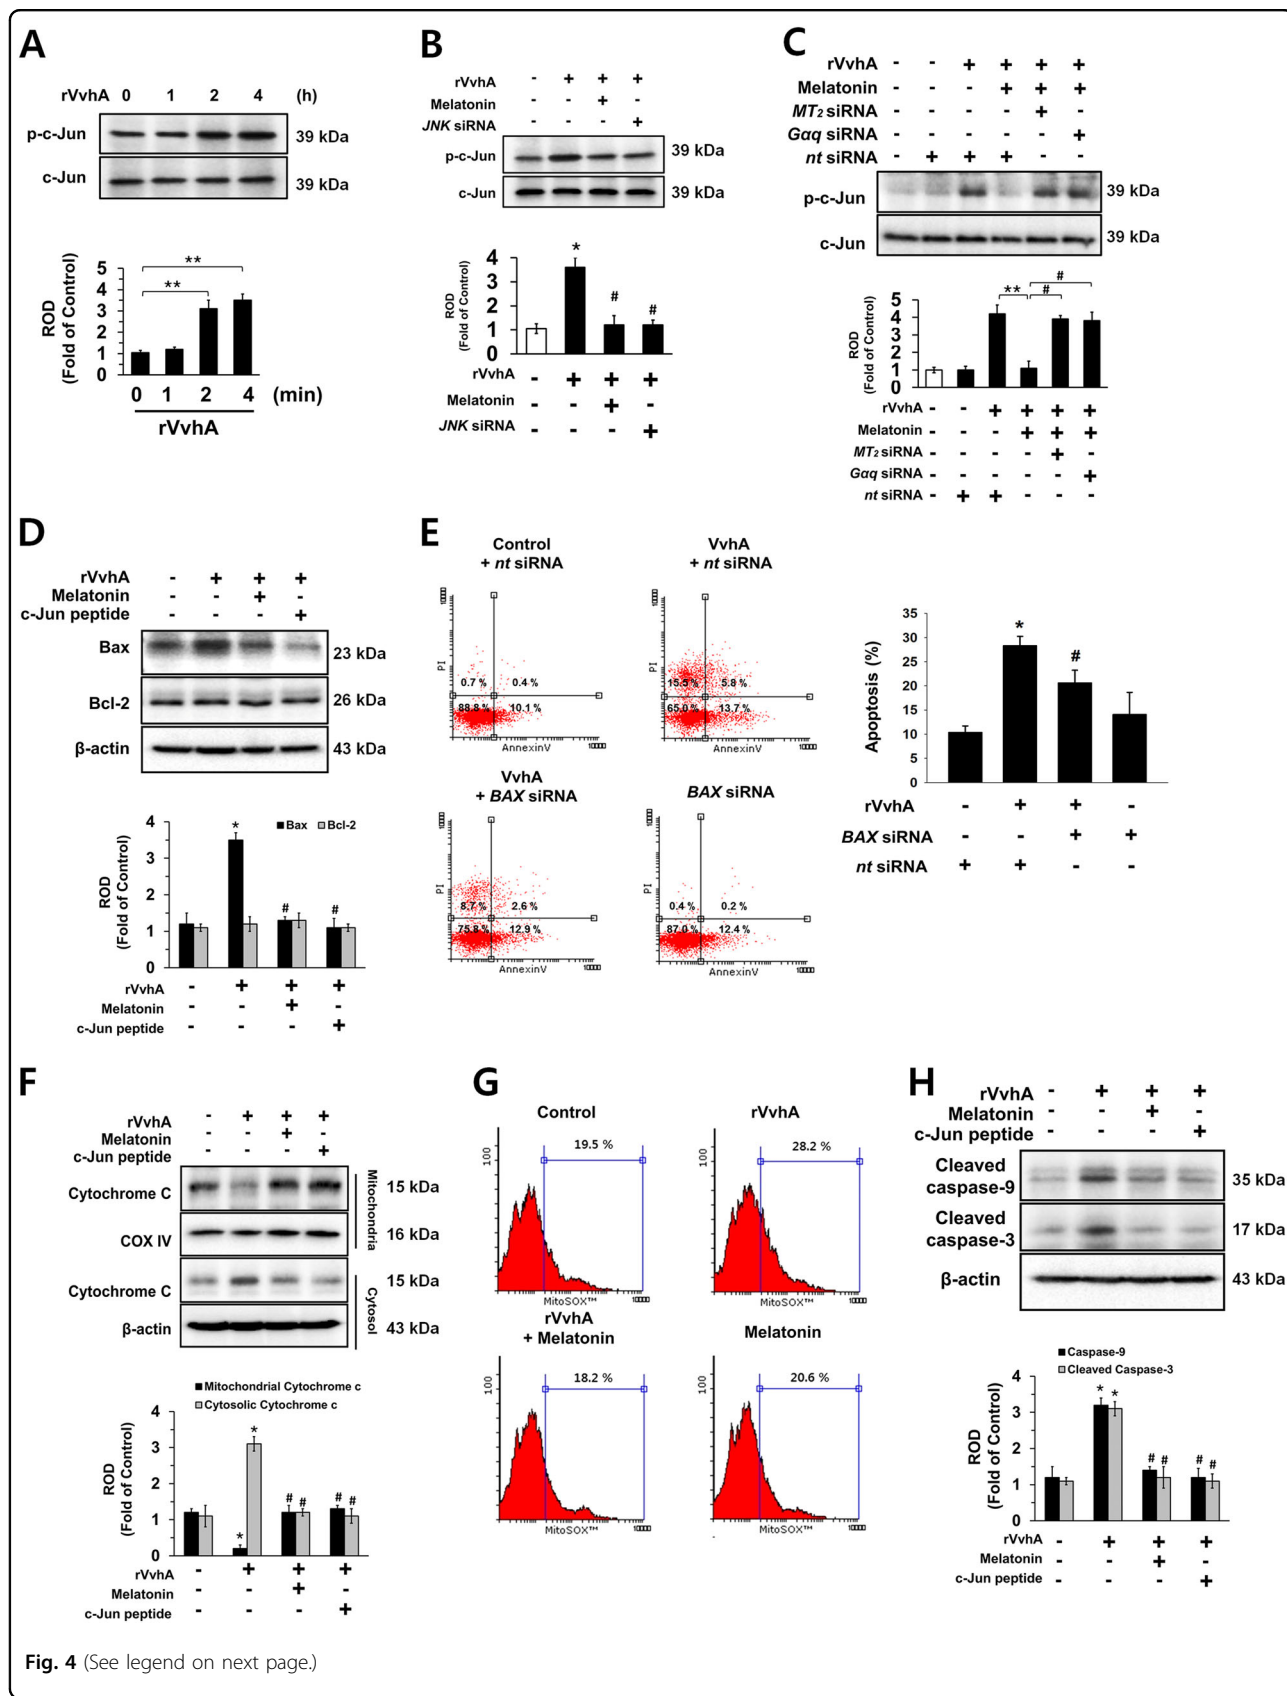 A
rVvhA 0 1 2 4 (h)
p-c-Jun 39 kDa
c-Jun 39 kDa
ROD
(Fold of Control)
5
4
3
2
1
0
** **
0 1 2 4 (min)
rVvhA
B
rVvhA - + + +
Melatonin - - + -
JNK siRNA - - - +
p-c-Jun 39 kDa
c-Jun 39 kDa
ROD
(Fold of Control)
4
3
2
1
0
* # #
rVvhA - + + +
Melatonin - - + -
JNK siRNA - - - +
C
rVvhA - - + + + +
Melatonin - - - + + +
MT2 siRNA - - - - + -
Gαq siRNA - - - - - +
nt siRNA - + + + - -
p-c-Jun 39 kDa
c-Jun 39 kDa
ROD
(Fold of Control)
5
4
3
2
1
0
** # #
rVvhA - - + + + +
Melatonin - - - + + +
MT2 siRNA - - - - + -
Gαq siRNA - - - - - +
nt siRNA - + + - - -
D
rVvhA - + + +
Melatonin - - + -
c-Jun peptide - - - +
Bax 23 kDa
Bcl-2 26 kDa
β-actin 43 kDa
ROD
(Fold of Control)
4
3
2
1
0
Bax Bcl-2
* # #
rVvhA - + + +
Melatonin - - + -
c-Jun peptide - - - +
E
Control
+ nt siRNA
PI
0.7 % 0.4 %
88.8 % 10.1 %
AnnexinV
VvhA
+ nt siRNA
PI
15.5 % 5.8 %
65.0 % 13.7 %
AnnexinV
VvhA
+ BAX siRNA
PI
8.7 % 2.6 %
75.8 % 12.9 %
AnnexinV
BAX siRNA
PI
0.4 % 0.2 %
87.0 % 12.4 %
AnnexinV
Apoptosis (%)
35
30
25
20
15
10
5
0
* #
rVvhA - + + -
BAX siRNA - - + +
nt siRNA + + - -
F
rVvhA - + + +
Melatonin - - + -
c-Jun peptide - - - +
Cytochrome C 15 kDa
COX IV 16 kDa
Mitochondria
Cytochrome C 15 kDa
β-actin 43 kDa
Cytosol
ROD
(Fold of Control)
4
3
2
1
0
Mitochondrial Cytochrome c
Cytosolic Cytochrome c
* * # # # #
rVvhA - + + +
Melatonin - - + -
c-Jun peptide - - - +
G
Control
100
19.5 %
MitoSOX™
rVvhA
100
28.2 %
MitoSOX™
rVvhA
+ Melatonin
100
18.2 %
MitoSOX™
Melatonin
100
20.6 %
MitoSOX™
H
rVvhA - + + +
Melatonin - - + -
c-Jun peptide - - - +
Cleaved
caspase-9 35 kDa
Cleaved
caspase-3 17 kDa
β-actin 43 kDa
Caspase-9
Cleaved Caspase-3
ROD
(Fold of Control)
4
3
2
1
0
* * # # # #
rVvhA - + + +
Melatonin - - + -
c-Jun peptide - - - +
Fig. 4 (See legend on next page.)